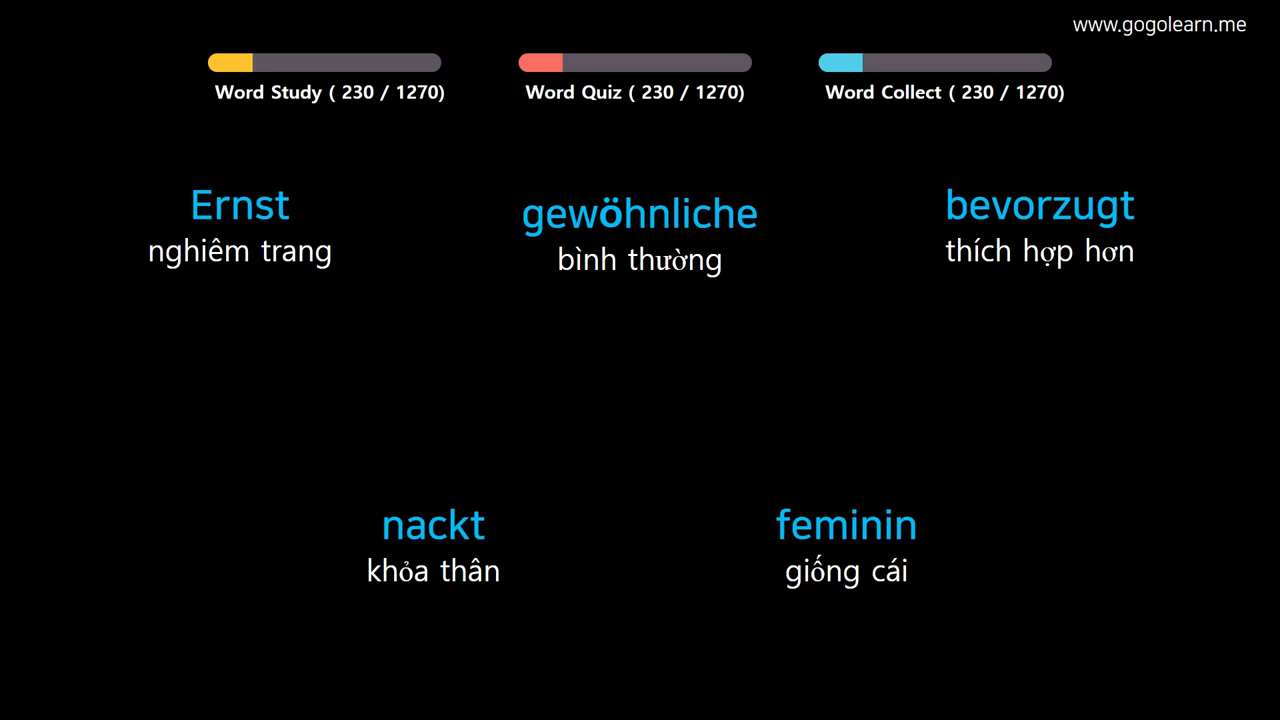 www.gogolearn.me
Word Study ( 230 / 1270)
Word Quiz ( 230 / 1270)
Word Collect ( 230 / 1270)
Ernst
nghiêm trang
gewöhnliche
bình thường
bevorzugt
thích hợp hơn
nackt
khỏa thân
feminin
giống cái